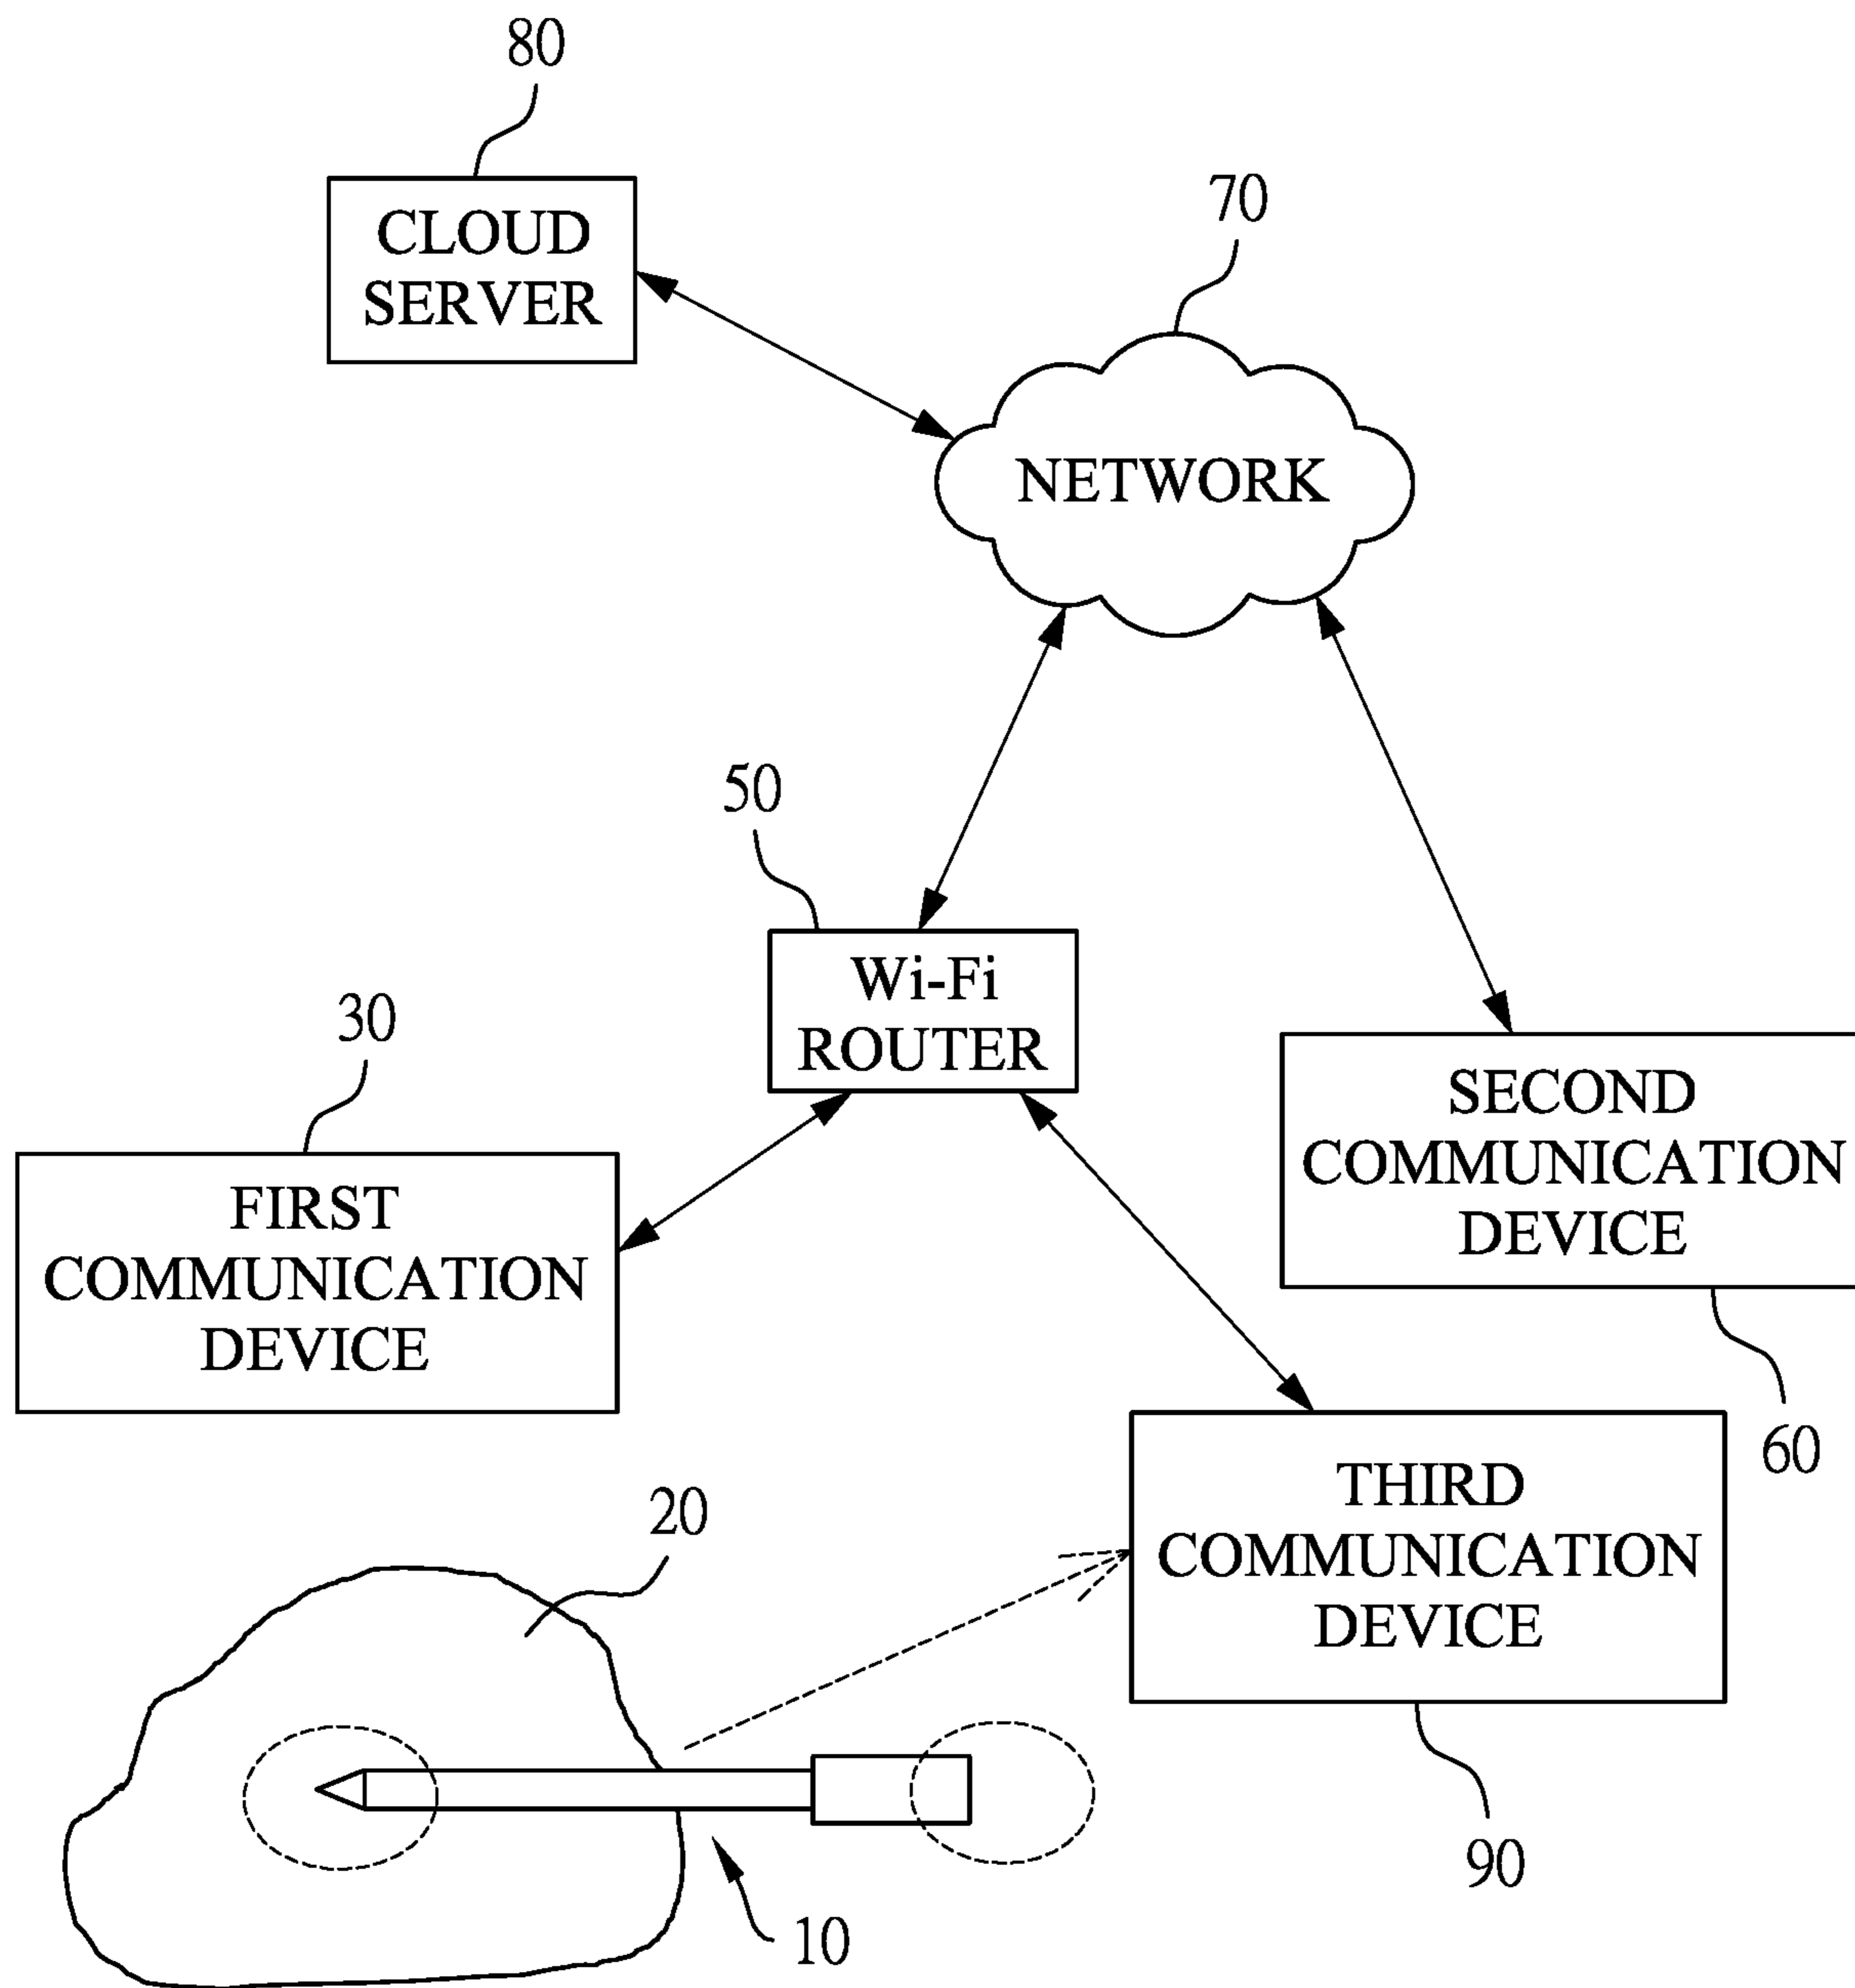 80
CLOUD
SERVER
70
NETWORK
50
Wi-Fi
ROUTER
30
FIRST
COMMUNICATION
DEVICE
SECOND
COMMUNICATION
DEVICE
60
THIRD
COMMUNICATION
DEVICE
90
20
10